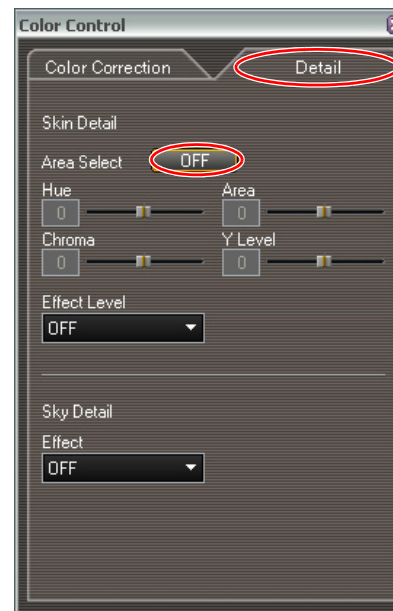 Color Control
Color Correction Detail
Skin Detail
Area Select OFF
Hue Area
0 0
Chroma Y Level
0 0
Effect Level
OFF
Sky Detail
Effect
OFF